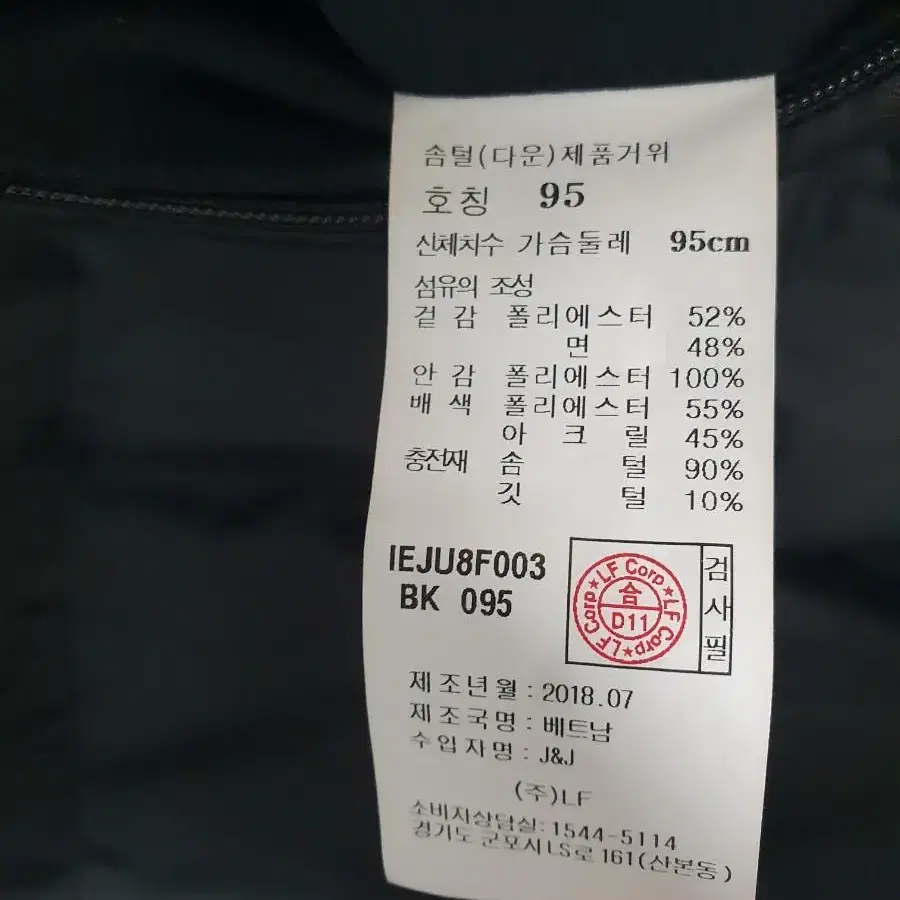 솜털(다운)제품거위
호칭 95
신체치수 가슴둘레 95cm
섬유의 조성
겉감 폴리에스터 52%
면 48%
안감 폴리에스터 100%
배색 폴리에스터 55%
아크릴 45%
충전재 솜털 90%
깃털 10%
IEJU8F003
BK 095
LF Corp★LF Corp★LF Corp★
合
D11
검사필
제조년월 : 2018.07
제조국명 : 베트남
수입자명 : J&J
(주)LF
소비자상담실:1544-5114
경기도 군포시LS로 161(산본동)